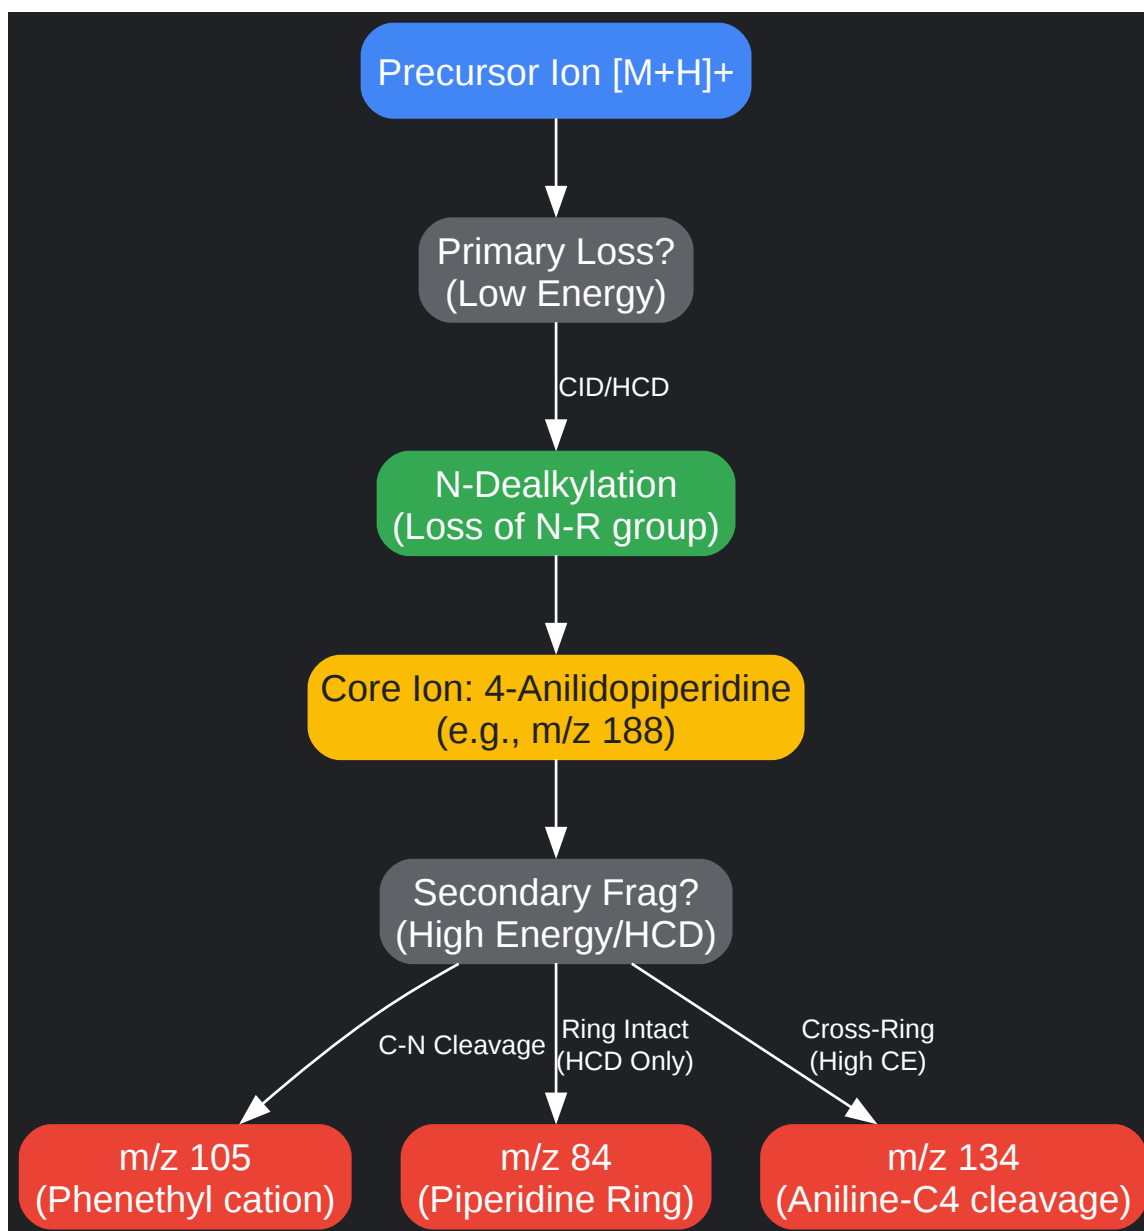 Precursor Ion [M+H]+
Primary Loss?
(Low Energy)
CID/HCD
N-Dealkylation
(Loss of N-R group)
Core Ion: 4-Anilidopiperidine
(e.g., m/z 188)
Secondary Frag?
(High Energy/HCD)
C-N Cleavage
Ring Intact
(HCD Only)
Cross-Ring
(High CE)
m/z 105
(Phenethyl cation)
m/z 84
(Piperidine Ring)
m/z 134
(Aniline-C4 cleavage)